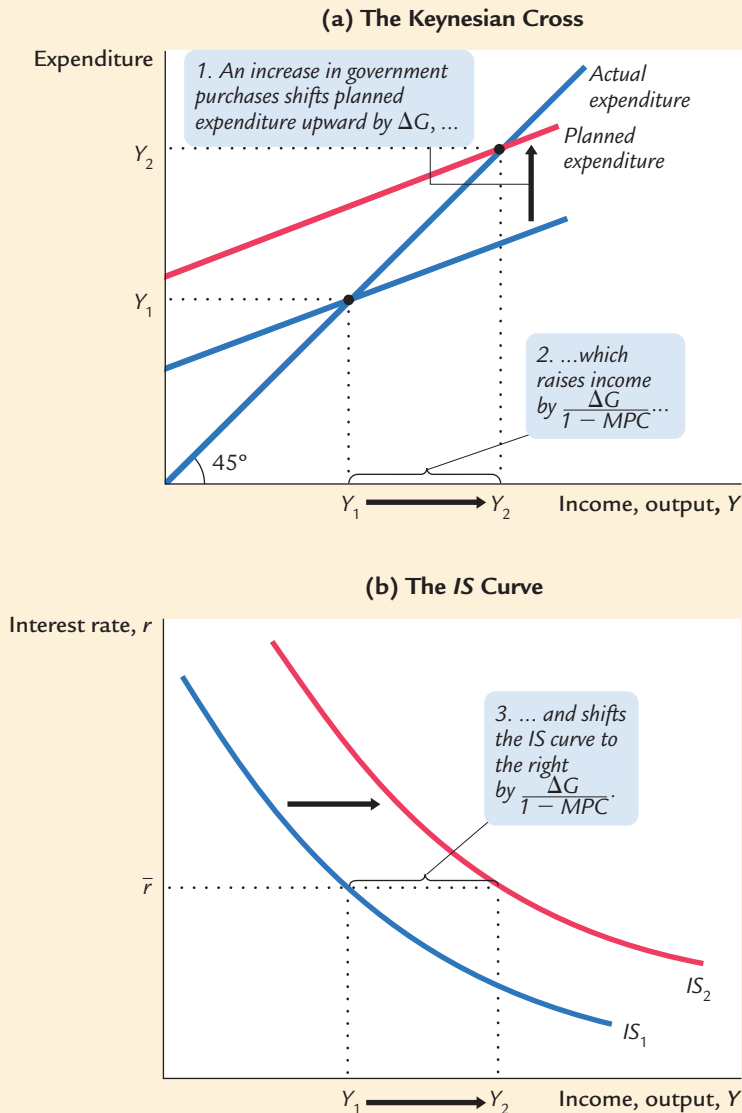 (a) The Keynesian Cross
Expenditure
1. An increase in government
purchases shifts planned
expenditure upward by ΔG, ...
Actual
expenditure
Planned
expenditure
Y₂
Y₁
2. ...which
raises income
by ΔG/1 − MPC...
45°
Y₁ Y₂ Income, output, Y
(b) The IS Curve
Interest rate, r
3. ... and shifts
the IS curve to
the right
by ΔG/1 − MPC.
r̅
IS₂
IS₁
Y₁ Y₂ Income, output, Y